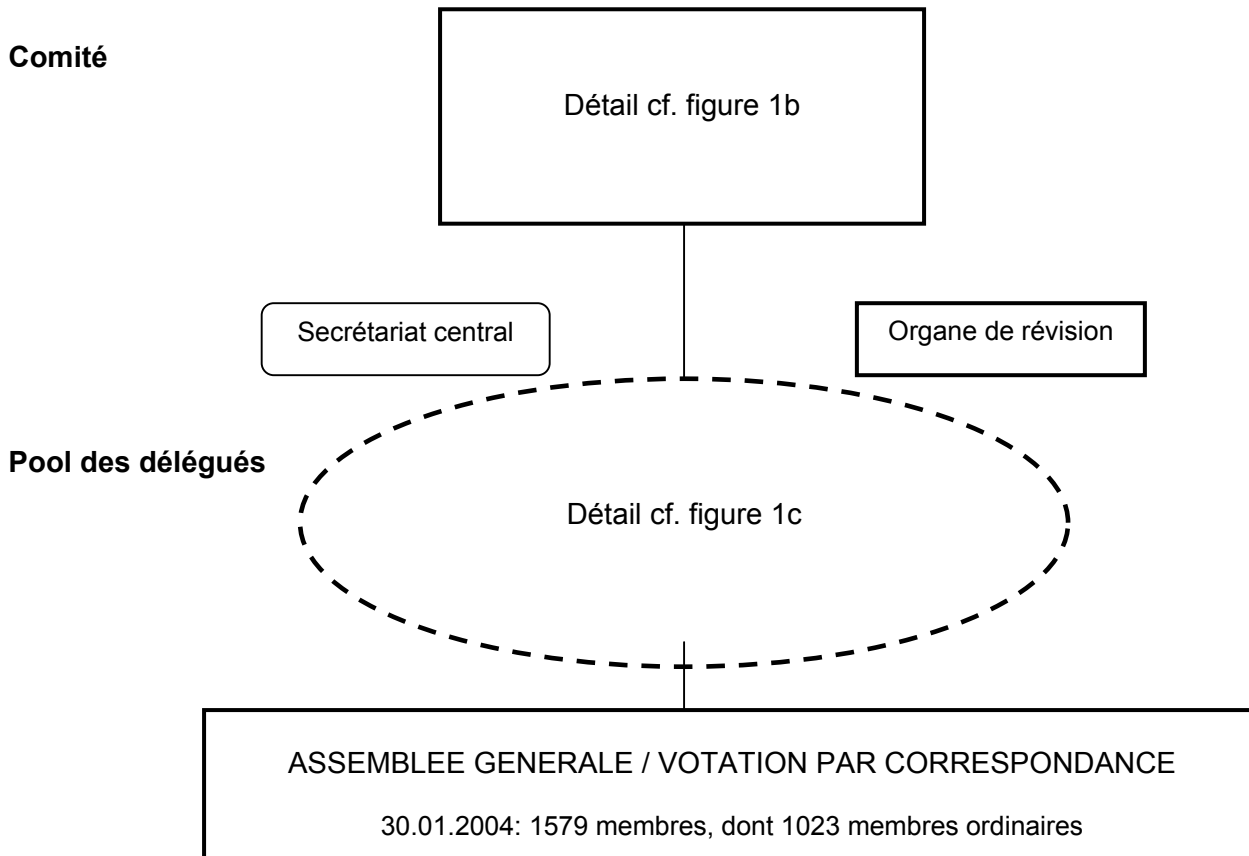 Comité
Détail cf. figure 1b
Secrétariat central
Organe de révision
Pool des délégués
Détail cf. figure 1c
ASSEMBLEE GENERALE / VOTATION PAR CORRESPONDANCE
30.01.2004: 1579 membres, dont 1023 membres ordinaires